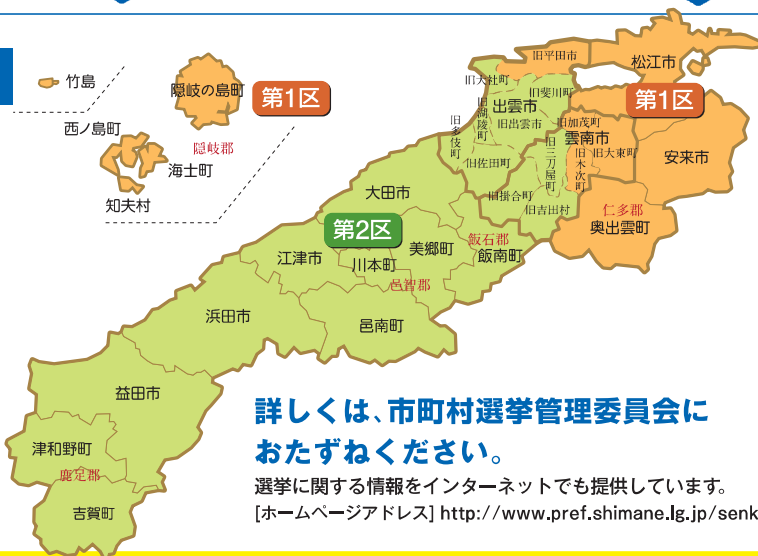 竹島
隠岐の島町
第1区
西ノ島町
隠岐郡
海士町
知夫村
旧平田市
松江市
旧大社町
旧斐川町
第1区
出雲市
旧湖陵町
旧多伎町
旧出雲市
旧加茂町
雲南市
旧大東町
旧木次町
旧三刀屋町
旧佐田町
安来市
旧掛合町
旧吉田村
仁多郡
奥出雲町
大田市
第2区
飯石郡
飯南町
美郷町
江津市
川本町
邑智郡
浜田市
邑南町
益田市
津和野町
鹿足郡
吉賀町
詳しくは、市町村選挙管理委員会に
おたずねください。
選挙に関する情報をインターネットでも提供しています。
[ホームページアドレス] http://www.pref.shimane.lg.jp/senk